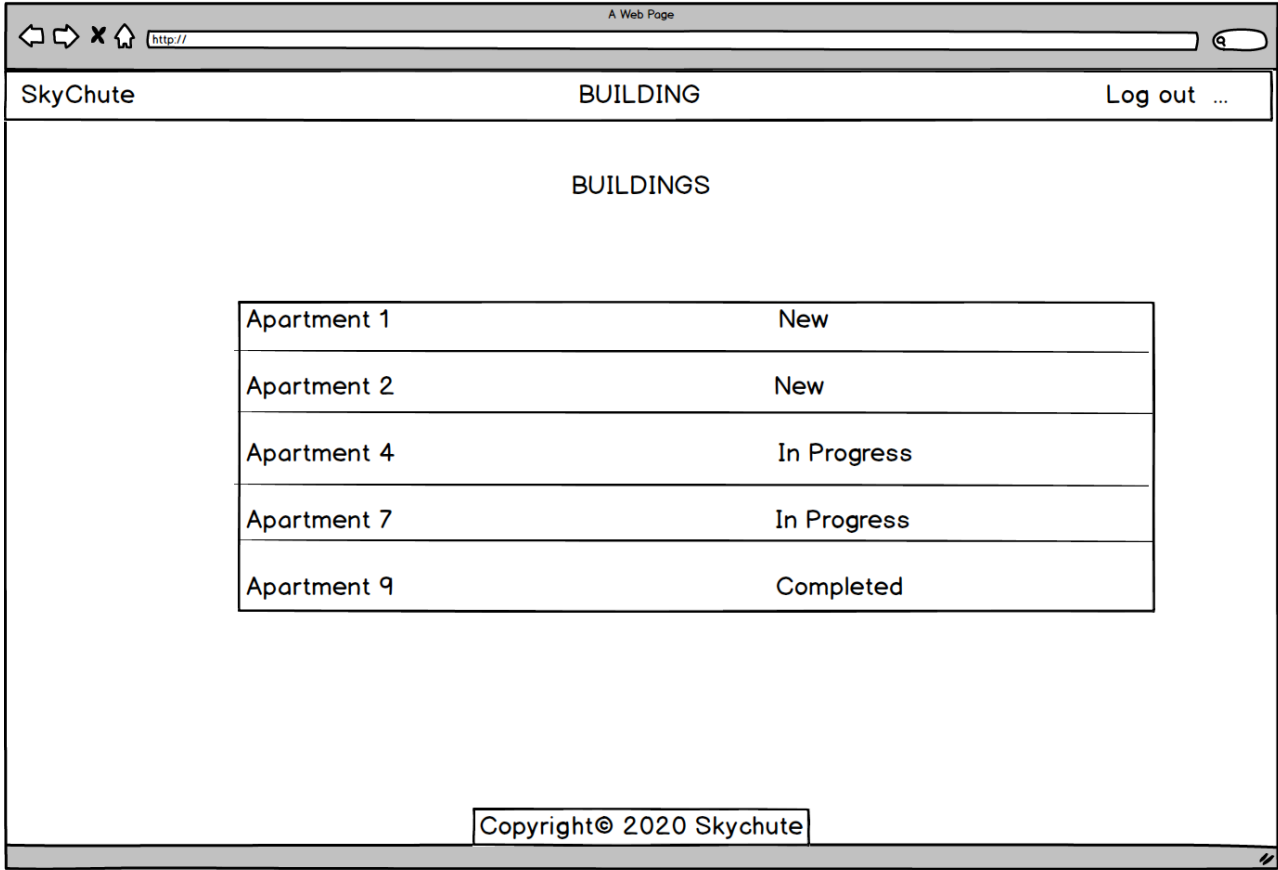 A Web Page
http://
SkyChute BUILDING Log out ...
BUILDINGS
Apartment 1 New
Apartment 2 New
Apartment 4 In Progress
Apartment 7 In Progress
Apartment 9 Completed
Copyright© 2020 Skychute